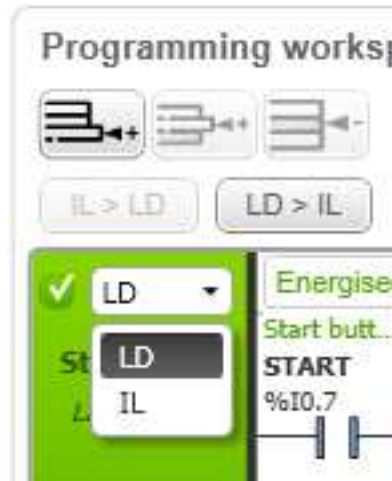 Programming worksp
IL > LD
LD > IL
LD
Energise
Start butt...
LD
START
IL
%I0.7